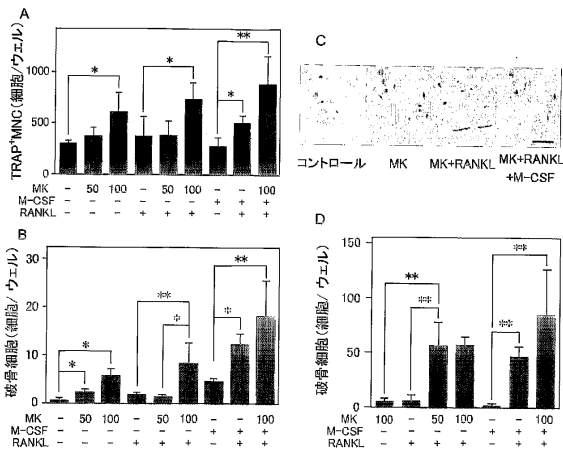 A
TRAP⁺MNC(細胞/ウェル)
1000
500
0
* * * **
MK - 50 100 - 50 100 - - 100
M-CSF - - - - - - + + +
RANKL - - - + + + - + +
B
破骨細胞(細胞/ウェル)
30
20
10
0
* * ** * * **
MK - 50 100 - 50 100 - - 100
M-CSF - - - - - - + + +
RANKL - - - + + + - + +
C
コントロール MK MK+RANKL MK+RANKL
+M-CSF
D
破骨細胞(細胞/ウェル)
150
100
50
0
** ** ** **
MK 100 - 50 100 - - 100
M-CSF - - - - + + +
RANKL - + + + - + +